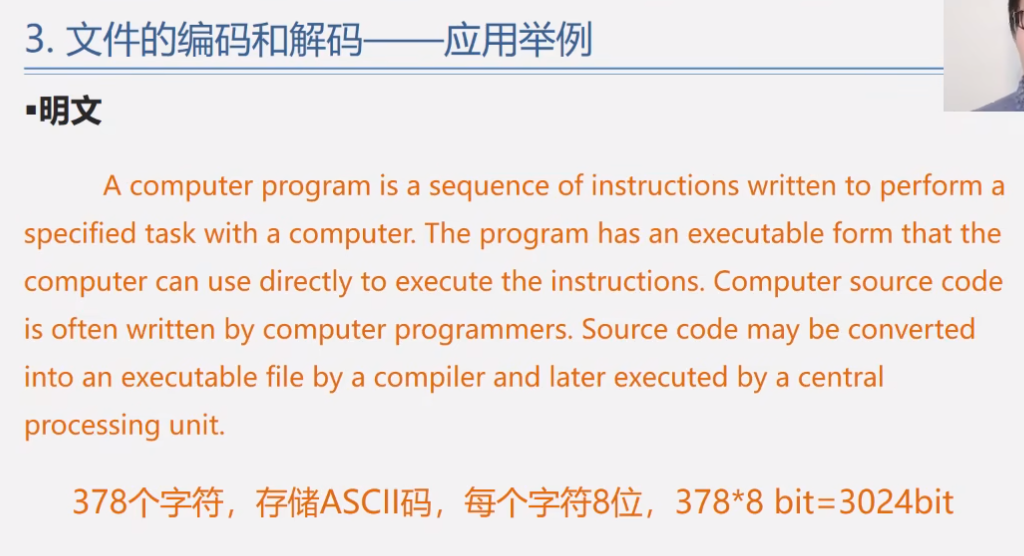 3. 文件的编码和解码——应用举例
▪明文
A computer program is a sequence of instructions written to perform a
specified task with a computer. The program has an executable form that the
computer can use directly to execute the instructions. Computer source code
is often written by computer programmers. Source code may be converted
into an executable file by a compiler and later executed by a central
processing unit.
378个字符，存储ASCII码，每个字符8位，378*8 bit=3024bit